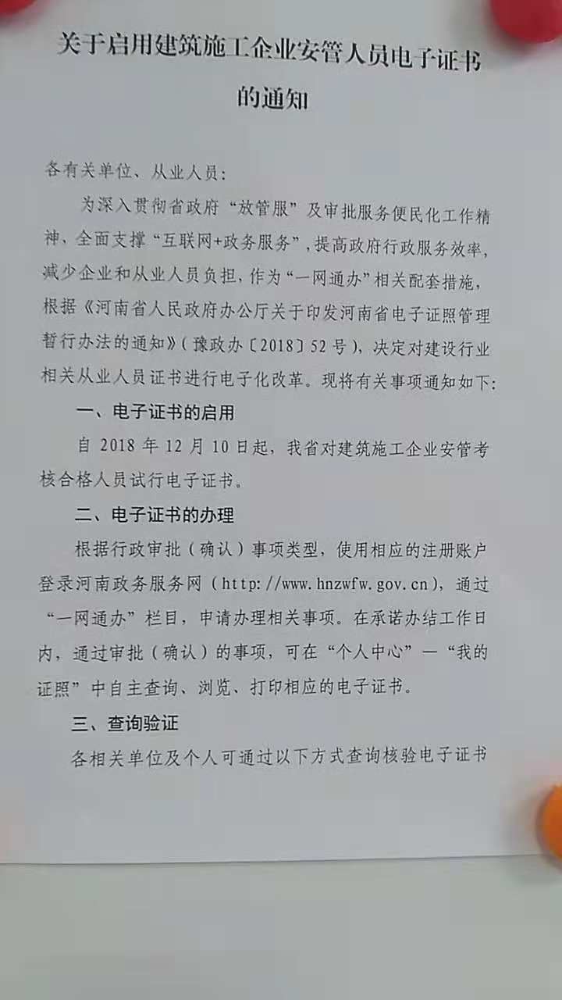 关于启用建筑施工企业安管人员电子证书
的通知
各有关单位、从业人员：
为深入贯彻省政府“放管服”及审批服务便民化工作精
神、全面支撑“互联网+政务服务”，提高政府行政服务效率，
减少企业和从业人员负担，作为“一网通办”相关配套措施，
根据《河南省人民政府办公厅关于印发河南省电子证照管理
暂行办法的通知》（豫政办〔2018〕52号），决定对建设行业
相关从业人员证书进行电子化改革。现将有关事项通知如下：
一、电子证书的启用
自 2018 年 12 月 10 日起，我省对建筑施工企业安管考
核合格人员试行电子证书。
二、电子证书的办理
根据行政审批（确认）事项类型，使用相应的注册账户
登录河南政务服务网（http://www.hnzwfw.gov.cn），通过
“一网通办”栏目，申请办理相关事项。在承诺办结工作日
内，通过审批（确认）的事项，可在“个人中心”—“我的
证照”中自主查询、浏览、打印相应的电子证书。
三、查询验证
各相关单位及个人可通过以下方式查询核验电子证书